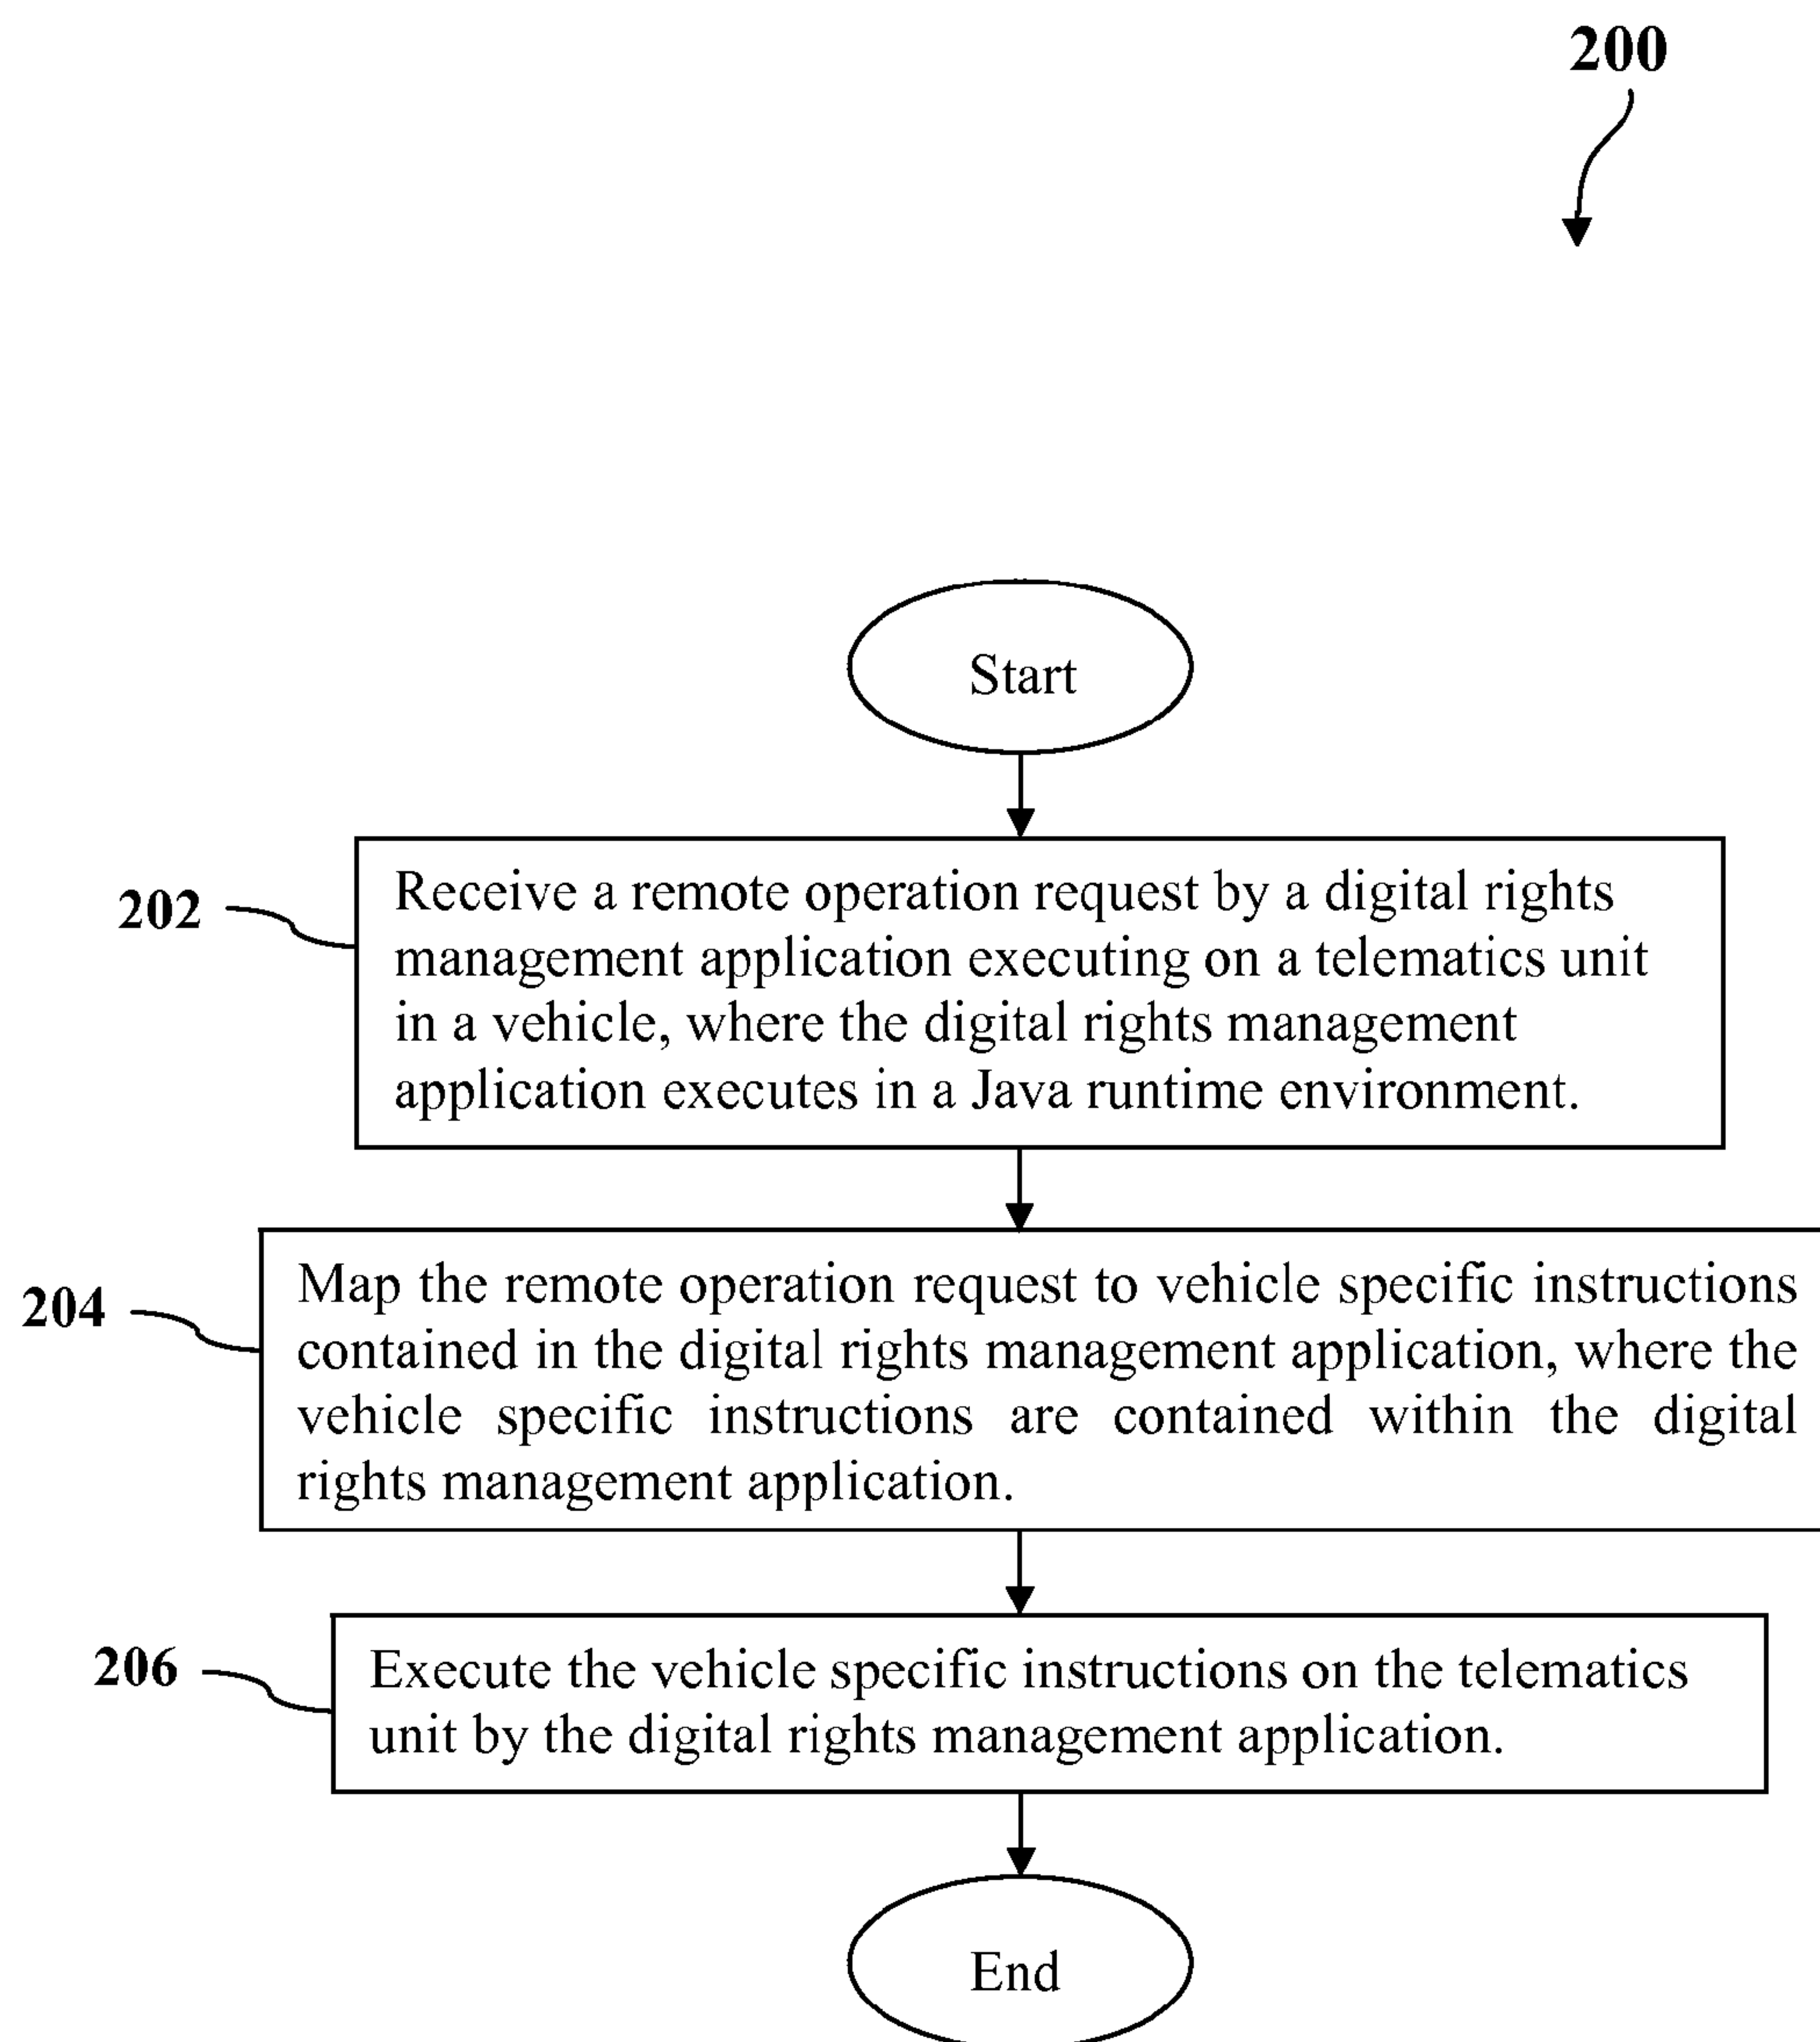 200
Start
202
Receive a remote operation request by a digital rights
management application executing on a telematics unit
in a vehicle, where the digital rights management
application executes in a Java runtime environment.
204
Map the remote operation request to vehicle specific instructions
contained in the digital rights management application, where the
vehicle specific instructions are contained within the digital
rights management application.
206
Execute the vehicle specific instructions on the telematics
unit by the digital rights management application.
End